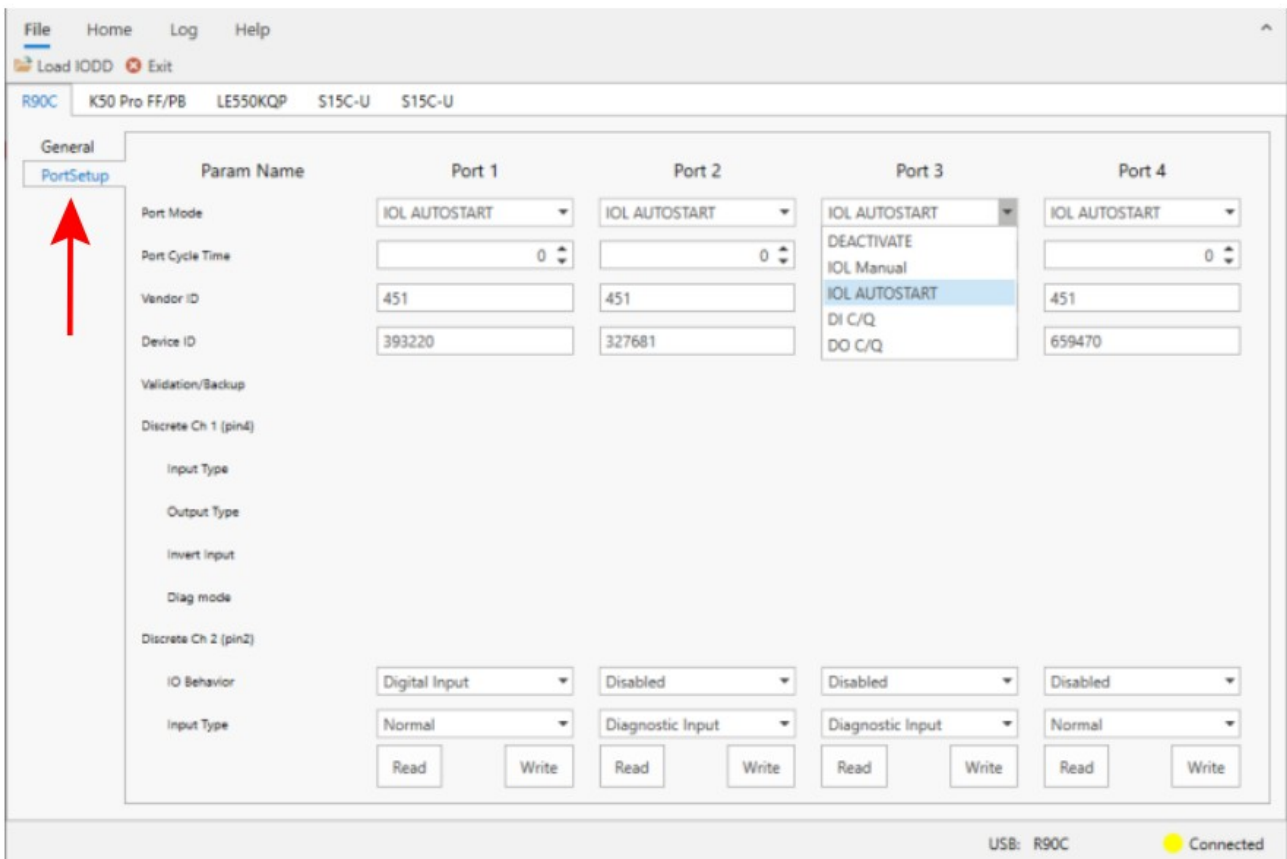 File Home Log Help
Load IODD Exit
R90C K50 Pro FF/PB LE550KQP S15C-U S15C-U
General
PortSetup
Param Name Port 1 Port 2 Port 3 Port 4
Port Mode IOL AUTOSTART IOL AUTOSTART IOL AUTOSTART IOL AUTOSTART
DEACTIVATE
Port Cycle Time 0 0 0
IOL Manual
IOL AUTOSTART
Vendor ID 451 451 451
DI C/Q
Device ID 393220 327681 659470
DO C/Q
Validation/Backup
Discrete Ch 1 (pin4)
Input Type
Output Type
Invert Input
Diag mode
Discrete Ch 2 (pin2)
IO Behavior Digital Input Disabled Disabled Disabled
Input Type Normal Diagnostic Input Diagnostic Input Normal
Read Write Read Write Read Write Read Write
USB: R90C Connected